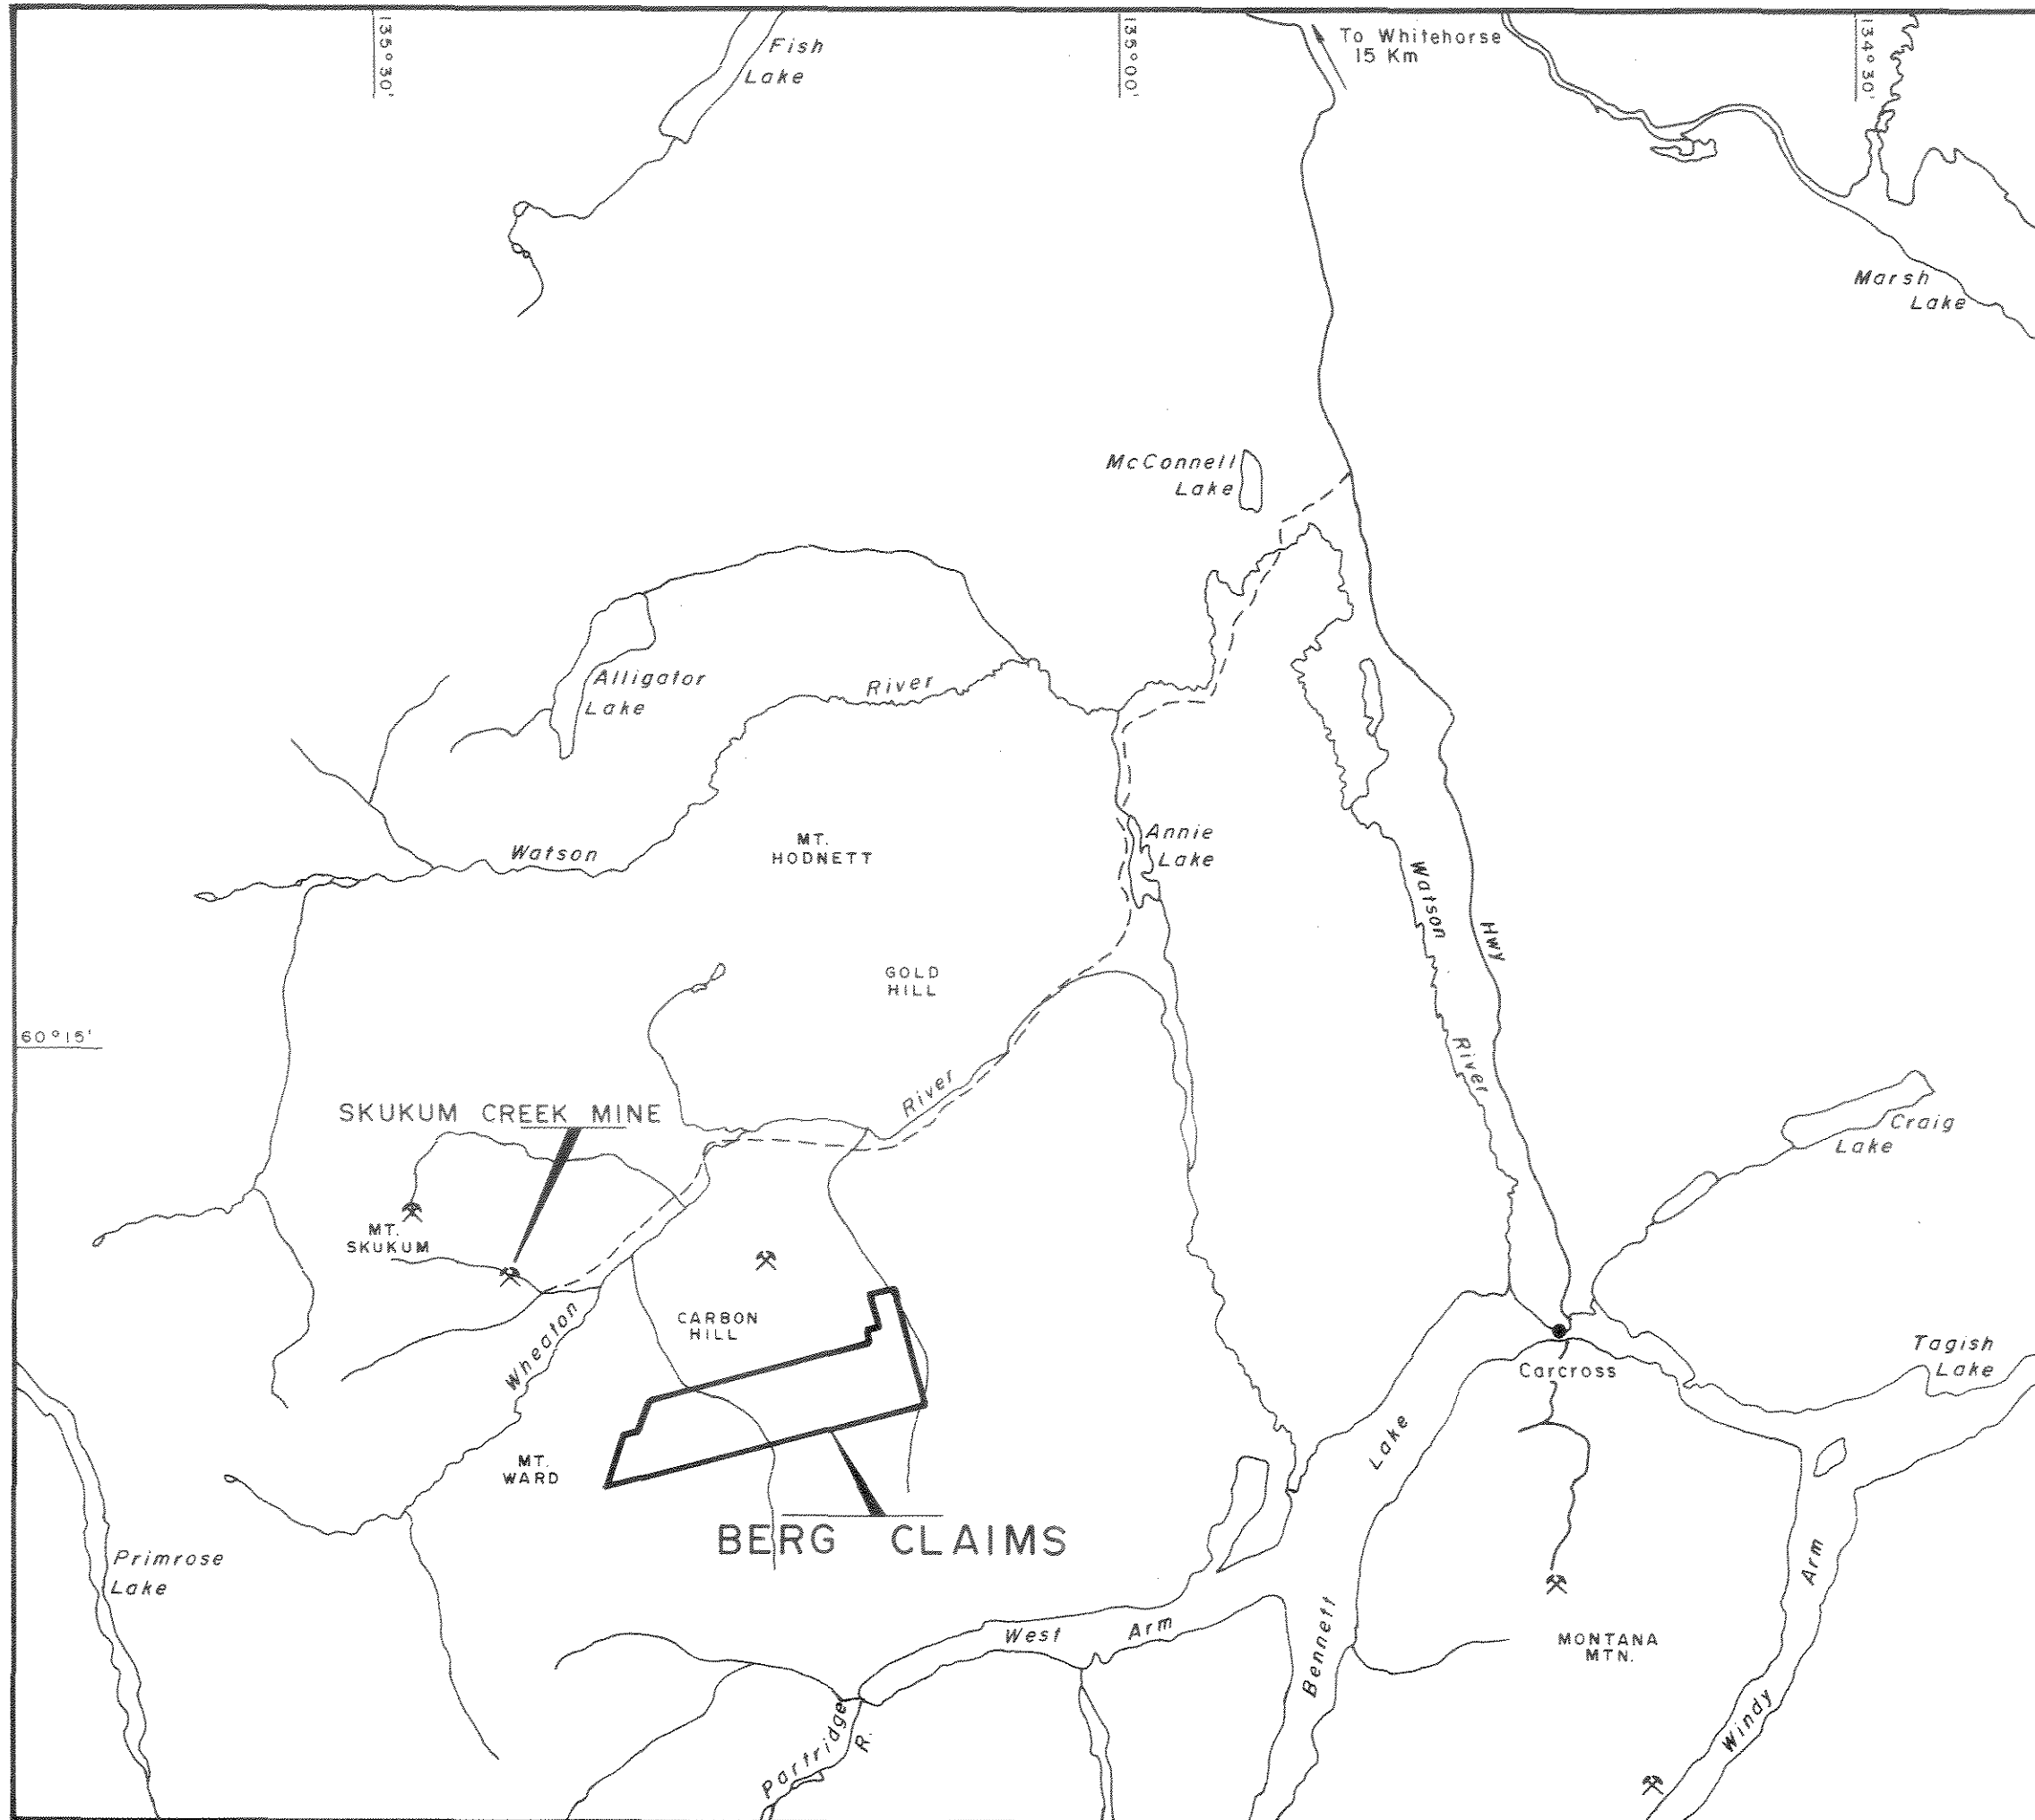 135°30'
135°00'
134°30'
To Whitehorse
15 Km
Fish
Lake
Marsh
Lake
McConnell
Lake
Alligator
Lake
River
Watson
MT.
HODNETT
Annie
Lake
Watson
River
HWY
GOLD
HILL
60°15'
River
SKUKUM CREEK MINE
Craig
Lake
MT.
SKUKUM
Wheaton
CARBON
HILL
Carcross
Tagish
Lake
Lake
MT.
WARD
BERG CLAIMS
Primrose
Lake
West Arm
Bennett
Arm
MONTANA
MTN.
Windy
Partridge
R.